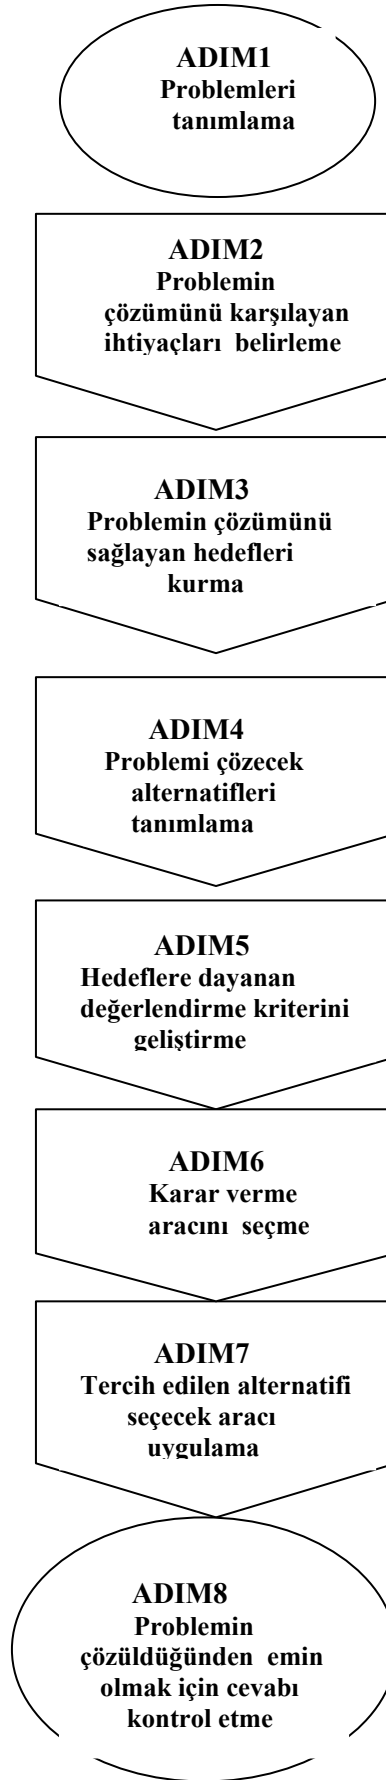 ADIM1
Problemleri
tanımlama
ADIM2
Problemin
çözümünü karşılayan
ihtiyaçları belirleme
ADIM3
Problemin çözümünü
sağlayan hedefleri
kurma
ADIM4
Problemi çözecek
alternatifleri
tanımlama
ADIM5
Hedeflere dayanan
değerlendirme kriterini
geliştirme
ADIM6
Karar verme
aracını seçme
ADIM7
Tercih edilen alternatifi
seçecek aracı
uygulama
ADIM8
Problemin
çözüldüğünden emin
olmak için cevabı
kontrol etme